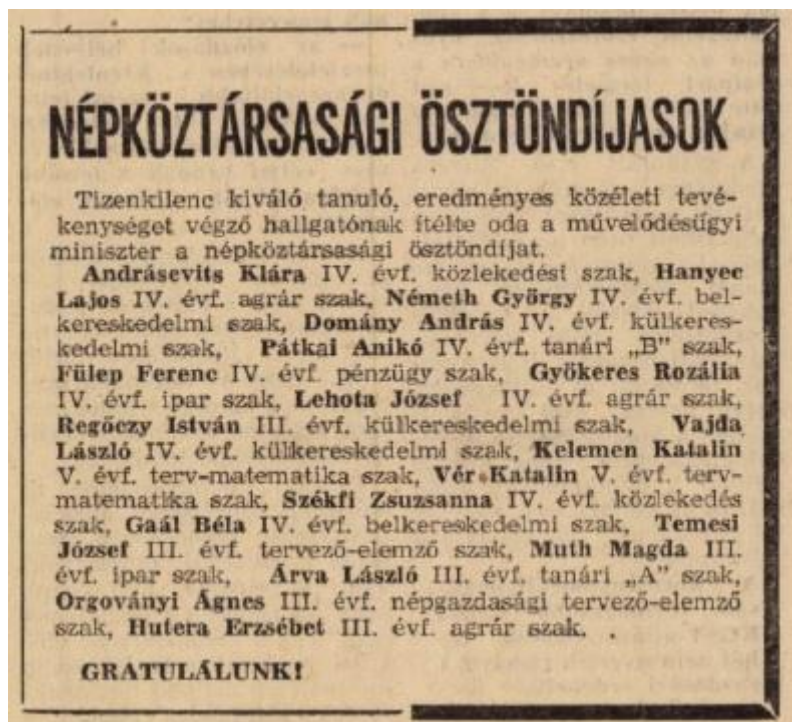 NÉPKÖZTÁRSASÁGI ÖSZTÖNDÍJASOK
Tizenkilenc kiváló tanuló, eredményes közéleti tevé-
kenységet végző hallgatónak ítélte oda a művelődésügyi
miniszter a népköztársasági ösztöndíjat.
Andrásevits Klára IV. évf. közlekedési szak, Hanyec
Lajos IV. évf. agrár szak, Németh György IV. évf. bel-
kereskedelmi szak, Domány András IV. évf. külkeres-
kedelmi szak, Pátkai Anikó IV. évf. tanári „B" szak,
Fülep Ferenc IV. évf. pénzügy szak, Gyökeres Rozália
IV. évf. ipar szak, Lehota József IV. évf. agrár szak,
Regőczy István III. évf. külkereskedelmi szak, Vajda
László IV. évf. külkereskedelmi szak, Kelemen Katalin
V. évf. terv-matematika szak, Vér Katalin V. évf. terv-
matematika szak, Székfi Zsuzsanna IV. évf. közlekedés
szak, Gaál Béla IV. évf. belkereskedelmi szak, Temesi
József III. évf. tervező-elemző szak, Muth Magda III.
évf. ipar szak, Árva László III. évf. tanári „A" szak,
Orgoványi Ágnes III. évf. népgazdasági tervező-elemző
szak, Hutera Erzsébet III. évf. agrár szak.
GRATULÁLUNK!